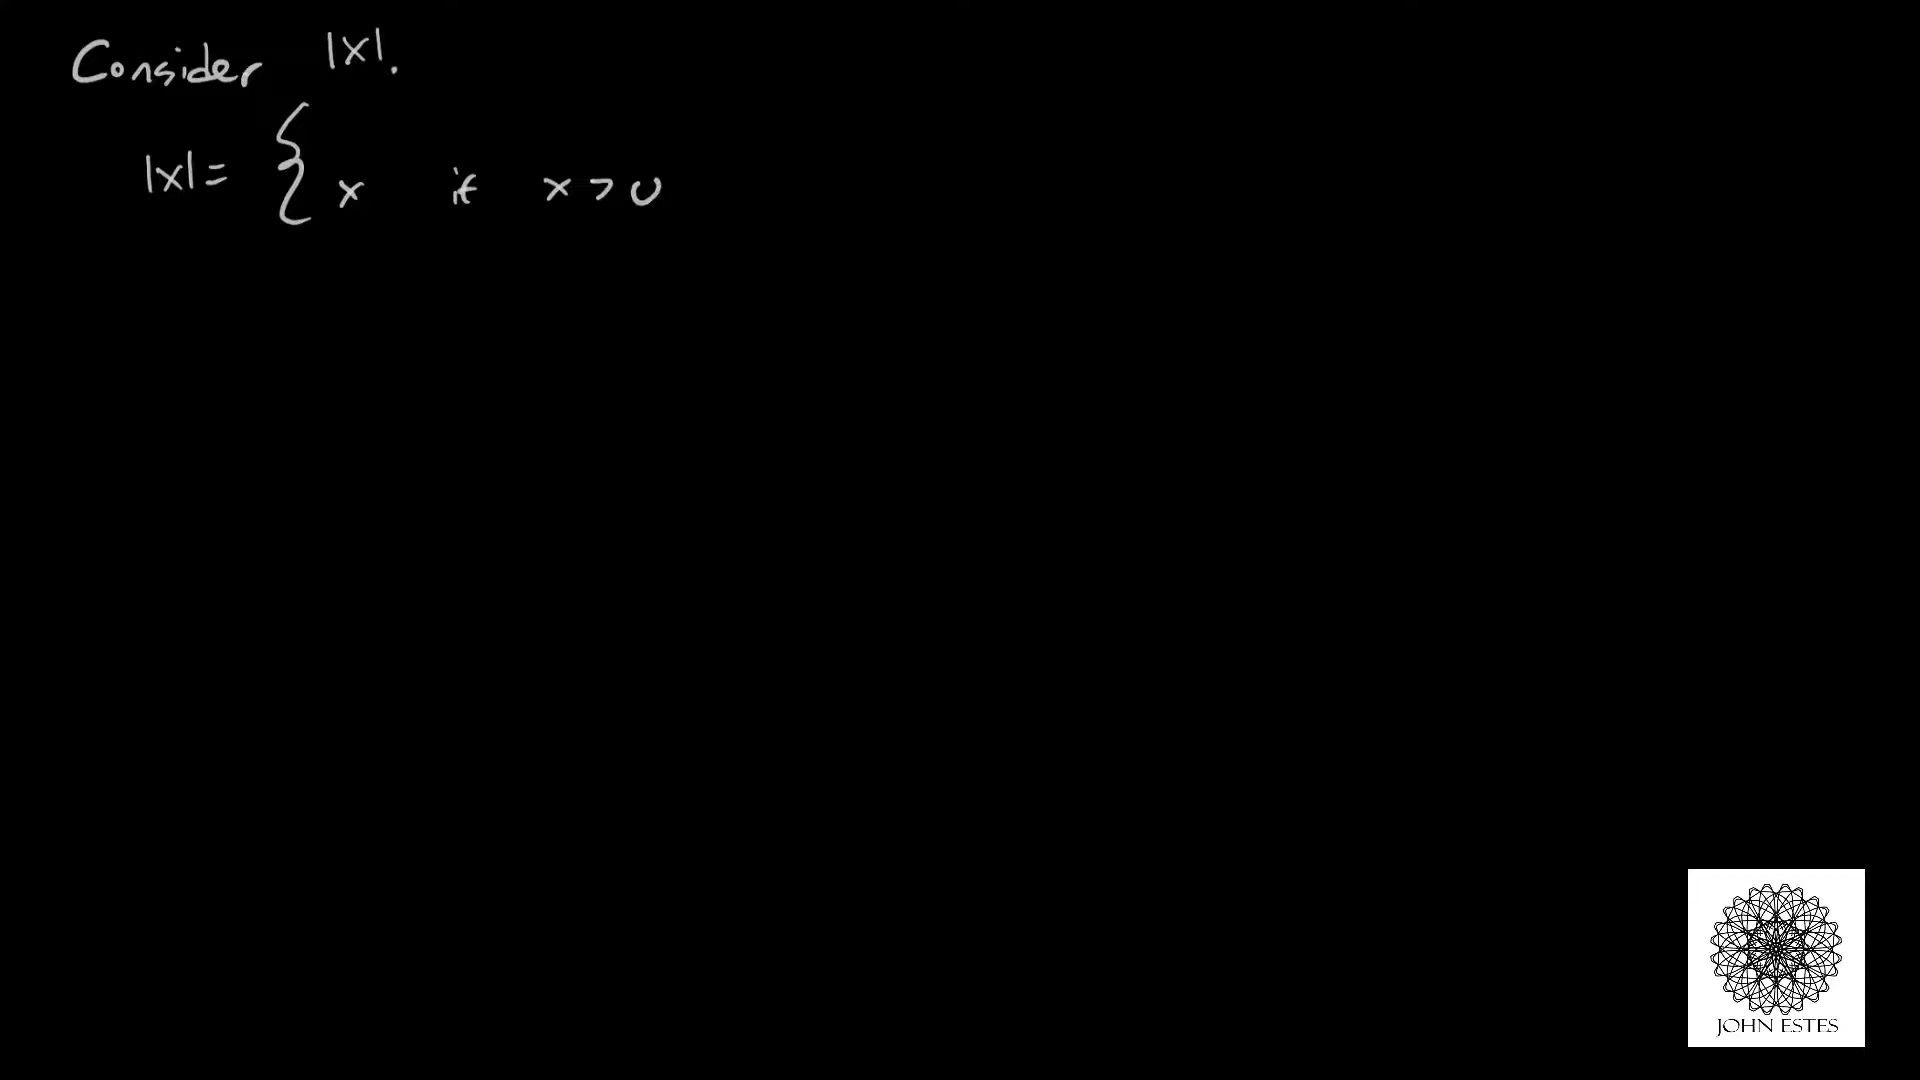 Consider |x|.
|x| = { x if x > 0
JOHN ESTES